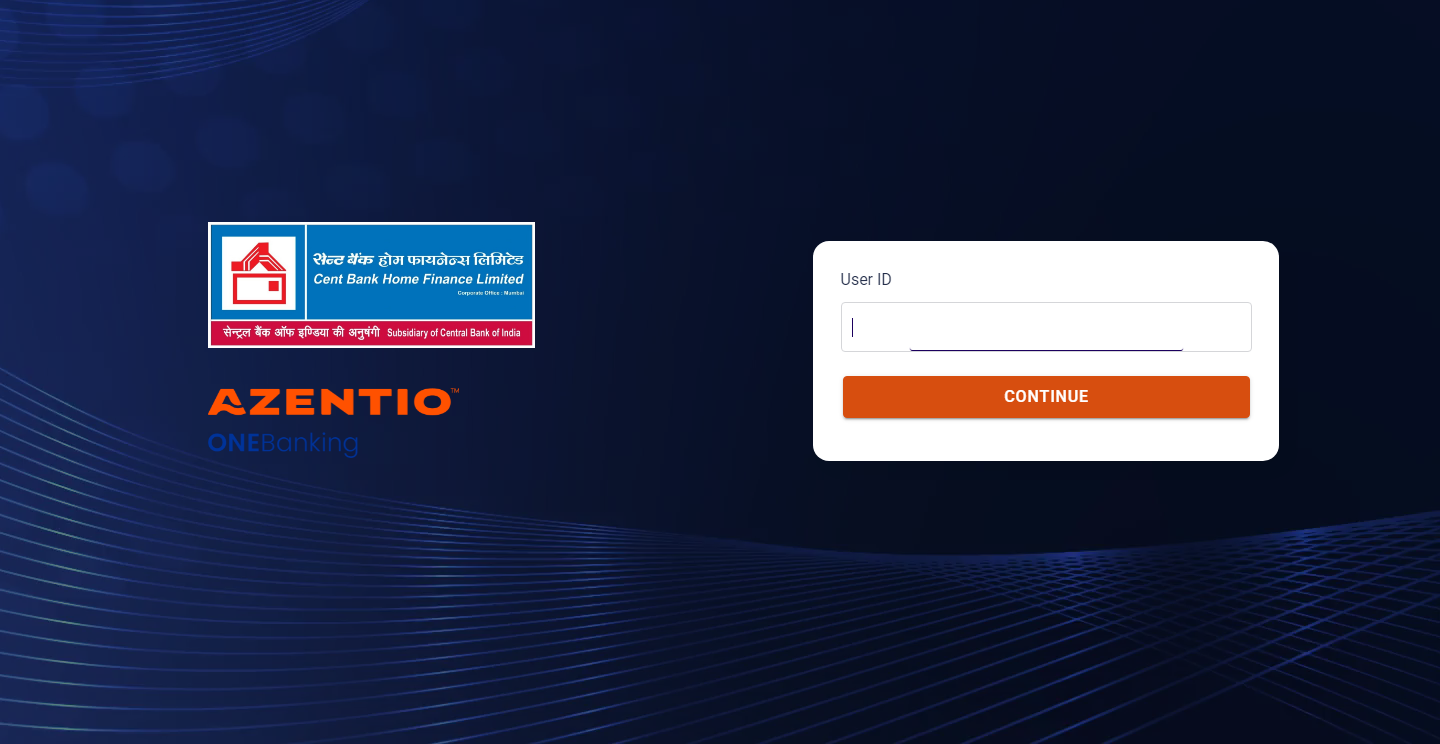 सेन्ट बैंक होम फायनेन्स लिमिटेड
Cent Bank Home Finance Limited
Corporate Office : Mumbai
सेन्ट्रल बैंक ऑफ इण्डिया की अनुषंगी Subsidiary of Central Bank of India
AZENTIO™
ONEBanking
User ID
CONTINUE